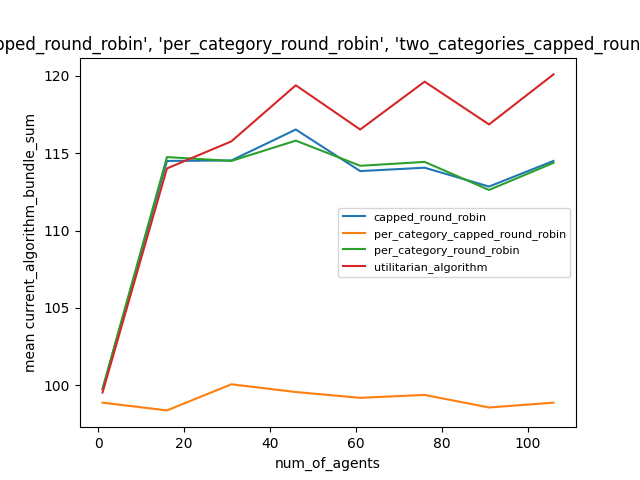 pped_round_robin', 'per_category_round_robin', 'two_categories_capped_roun
120
115
110
105
100
mean current_algorithm_bundle_sum
capped_round_robin
per_category_capped_round_robin
per_category_round_robin
utilitarian_algorithm
0 20 40 60 80 100
num_of_agents